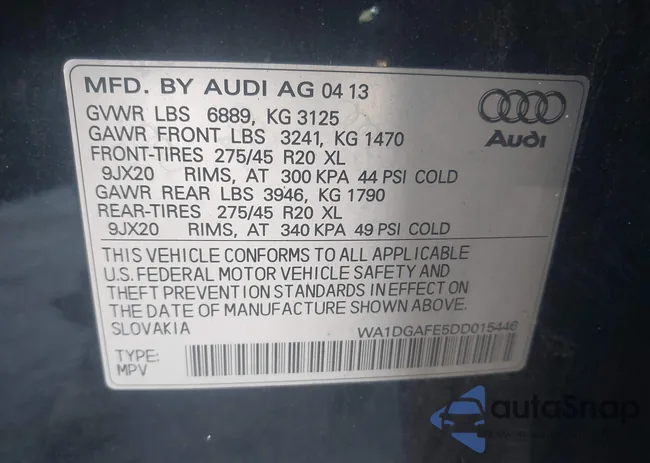 MFD. BY AUDI AG 04 13
GVWR LBS 6889, KG 3125
GAWR FRONT LBS 3241, KG 1470
FRONT-TIRES 275/45 R20 XL
9JX20 RIMS, AT 300 KPA 44 PSI COLD
GAWR REAR LBS 3946, KG 1790
REAR-TIRES 275/45 R20 XL
9JX20 RIMS, AT 340 KPA 49 PSI COLD
Audi
THIS VEHICLE CONFORMS TO ALL APPLICABLE
U.S. FEDERAL MOTOR VEHICLE SAFETY AND
THEFT PREVENTION STANDARDS IN EFFECT ON
THE DATE OF MANUFACTURE SHOWN ABOVE.
SLOVAKIA WA1DGAFE5DD015446
TYPE:
MPV
autoSnap